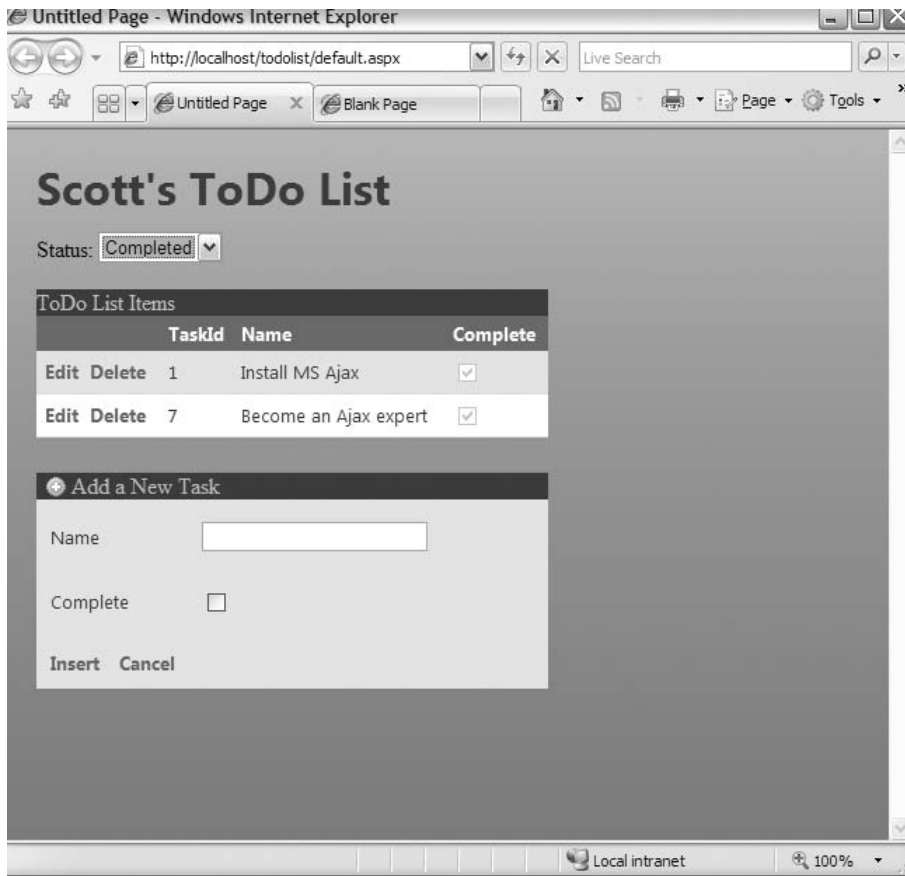 Untitled Page - Windows Internet Explorer
http://localhost/todolist/default.aspx
Live Search
Untitled Page X
Blank Page
Page
Tools
»
Scott's ToDo List
Status: Completed
ToDo List Items
TaskId Name Complete
Edit Delete 1 Install MS Ajax
Edit Delete 7 Become an Ajax expert
Add a New Task
Name
Complete
Insert Cancel
Local intranet 100%